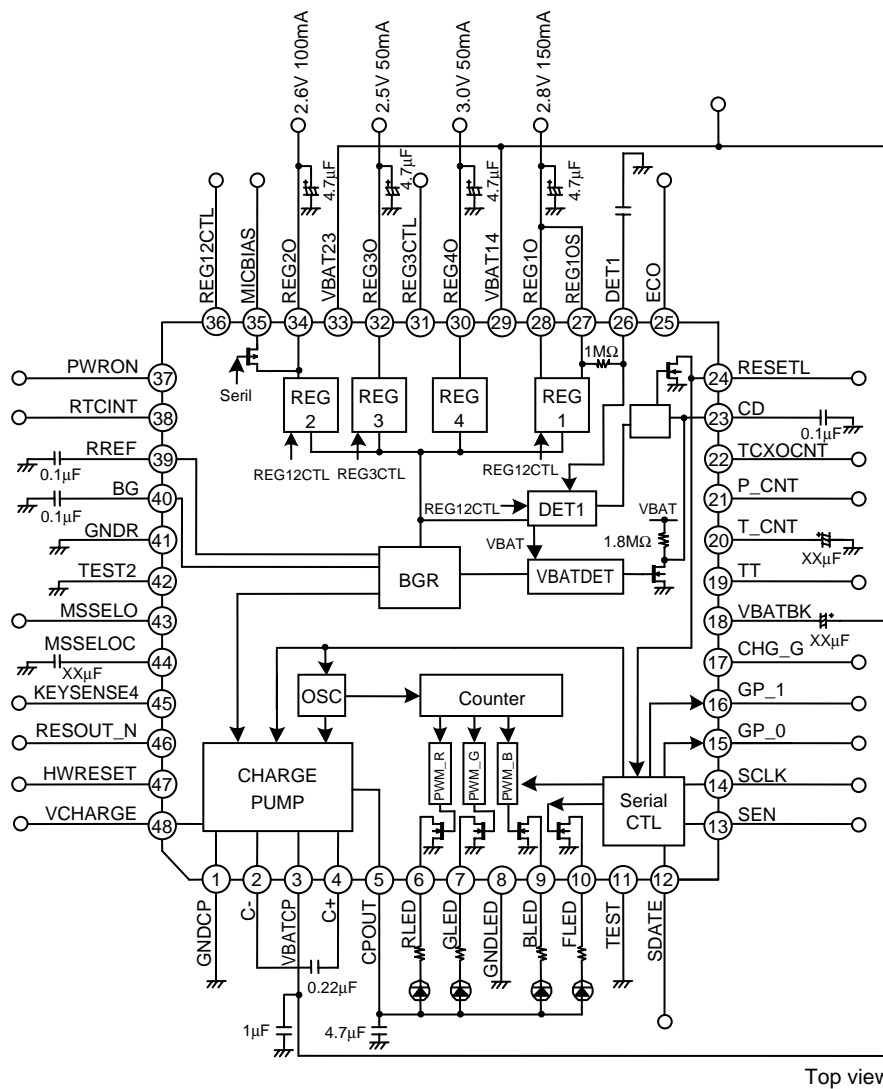 2.6V 100mA
2.5V 50mA
3.0V 50mA
2.8V 150mA
4.7μF
4.7μF
4.7μF
4.7μF
REG12CTL
MICBIAS
REG2O
VBAT23
REG3O
REG3CTL
REG4O
VBAT14
REG1O
REG1OS
DET1
ECO
36
35
34
33
32
31
30
29
28
27
26
25
PWRON
37
RTCINT
38
RREF
39
0.1μF
BG
40
0.1μF
GNDR
41
TEST2
42
MSSELO
43
MSSELOC
44
XXμF
KEYSENSE4
45
RESOUT_N
46
HWRESET
47
VCHARGE
48
Seril
REG
2
REG
3
REG
4
REG
1
1MΩ
REG12CTL
REG3CTL
REG12CTL
REG12CTL
DET1
VBAT
VBAT
1.8MΩ
BGR
VBATDET
OSC
Counter
PWM_R
PWM_G
PWM_B
CHARGE
PUMP
Serial
CTL
24
RESETL
23
CD
0.1μF
22
TCXOCNT
21
P_CNT
20
T_CNT
XXμF
19
TT
18
VBATBK
XXμF
17
CHG_G
16
GP_1
15
GP_0
14
SCLK
13
SEN
1
2
3
4
5
6
7
8
9
10
11
12
GNDCP
C-
VBATCP
C+
CPOUT
RLED
GLED
GNDLED
BLED
FLED
TEST
SDATE
0.22μF
1μF
4.7μF
Top view